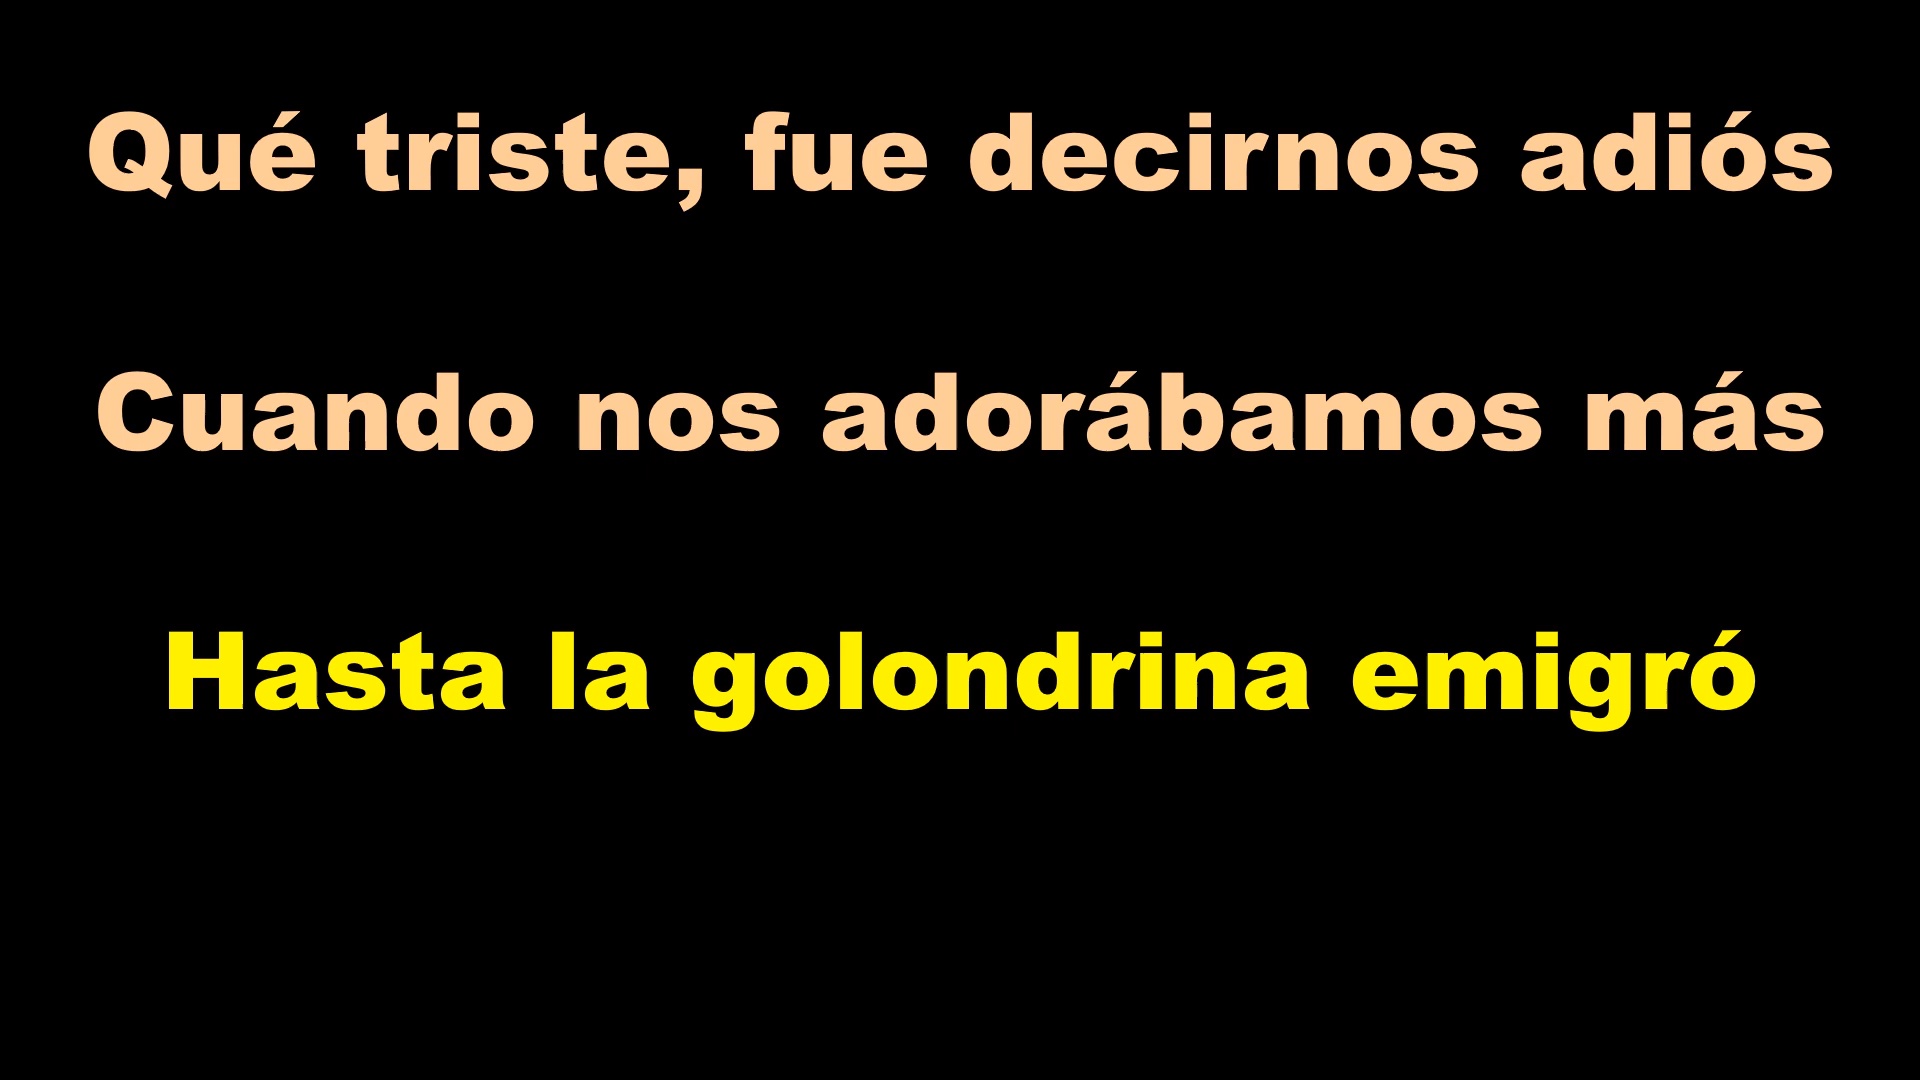 Qué triste, fue decirnos adiós
Cuando nos adorábamos más
Hasta la golondrina emigró